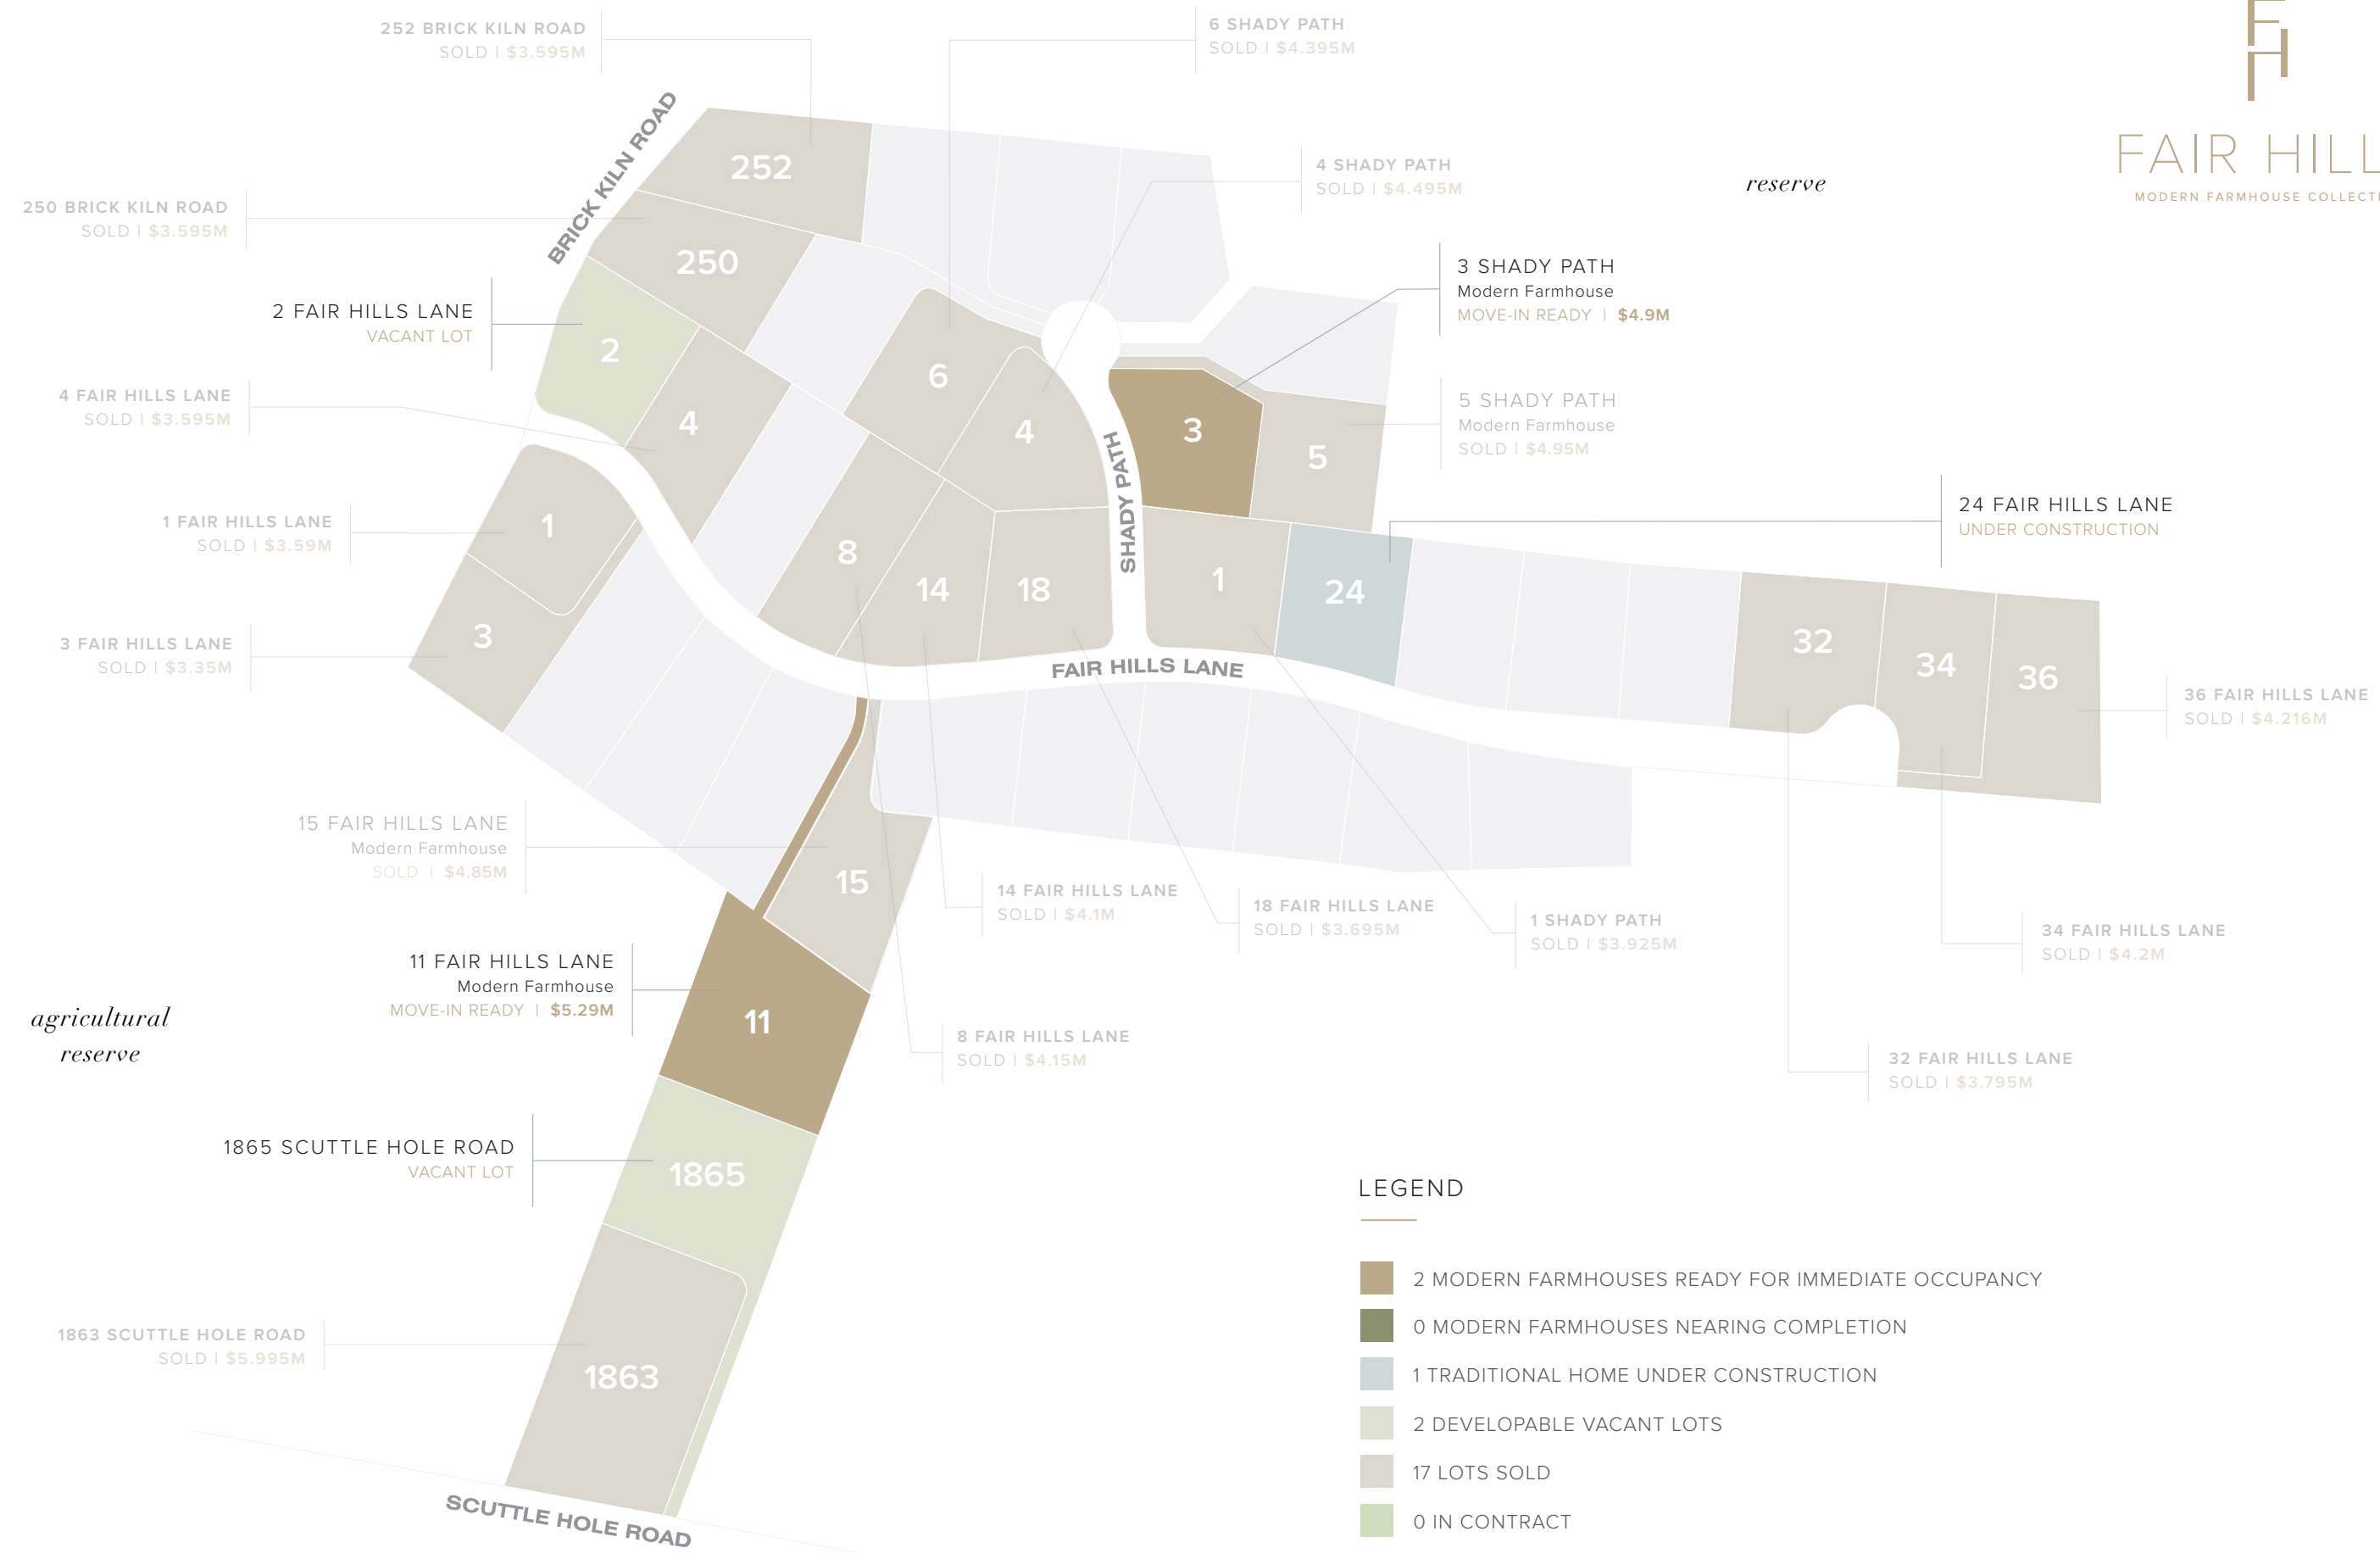 252 BRICK KILN ROAD
SOLD | $3.595M
6 SHADY PATH
SOLD | $4.395M
FH
FAIR HILL
MODERN FARMHOUSE COLLECTI
BRICK KILN ROAD
252
4 SHADY PATH
SOLD | $4.495M
reserve
250 BRICK KILN ROAD
SOLD | $3.595M
250
3 SHADY PATH
Modern Farmhouse
MOVE-IN READY | $4.9M
2 FAIR HILLS LANE
VACANT LOT
2
6
4 FAIR HILLS LANE
SOLD | $3.595M
4
4
3
5
5 SHADY PATH
Modern Farmhouse
SOLD | $4.95M
SHADY PATH
24 FAIR HILLS LANE
UNDER CONSTRUCTION
1 FAIR HILLS LANE
SOLD | $3.59M
1
8
14
18
1
24
3 FAIR HILLS LANE
SOLD | $3.35M
3
FAIR HILLS LANE
32
34
36
36 FAIR HILLS LANE
SOLD | $4.216M
15 FAIR HILLS LANE
Modern Farmhouse
SOLD | $4.85M
15
14 FAIR HILLS LANE
SOLD | $4.1M
18 FAIR HILLS LANE
SOLD | $3.695M
1 SHADY PATH
SOLD | $3.925M
34 FAIR HILLS LANE
SOLD | $4.2M
11 FAIR HILLS LANE
Modern Farmhouse
MOVE-IN READY | $5.29M
11
agricultural
reserve
8 FAIR HILLS LANE
SOLD | $4.15M
32 FAIR HILLS LANE
SOLD | $3.795M
1865 SCUTTLE HOLE ROAD
VACANT LOT
1865
1863 SCUTTLE HOLE ROAD
SOLD | $5.995M
1863
SCUTTLE HOLE ROAD
LEGEND
2 MODERN FARMHOUSES READY FOR IMMEDIATE OCCUPANCY
0 MODERN FARMHOUSES NEARING COMPLETION
1 TRADITIONAL HOME UNDER CONSTRUCTION
2 DEVELOPABLE VACANT LOTS
17 LOTS SOLD
0 IN CONTRACT